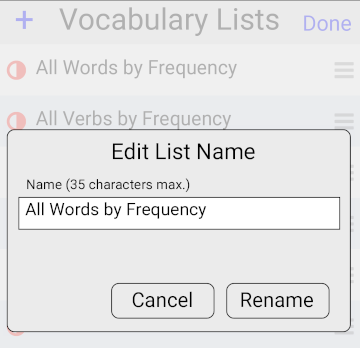 + Vocabulary Lists Done
All Words by Frequency
All Verbs by Frequency
Edit List Name
Name (35 characters max.)
All Words by Frequency
Cancel Rename